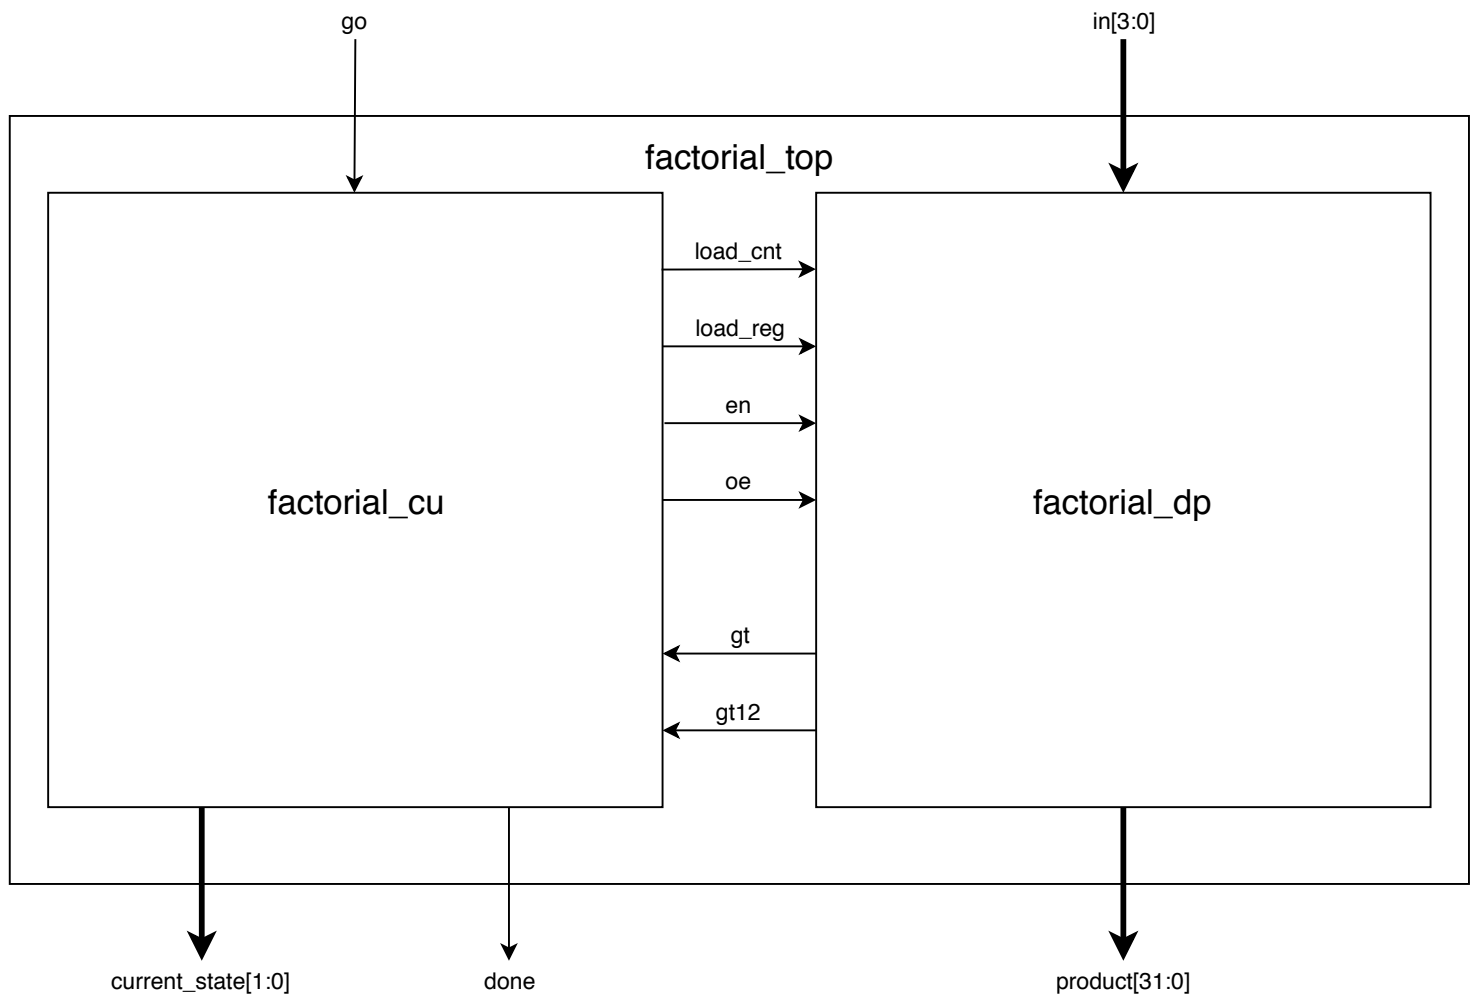 go
in[3:0]
factorial_top
load_cnt
load_reg
en
oe
factorial_cu
factorial_dp
gt
gt12
current_state[1:0]
done
product[31:0]